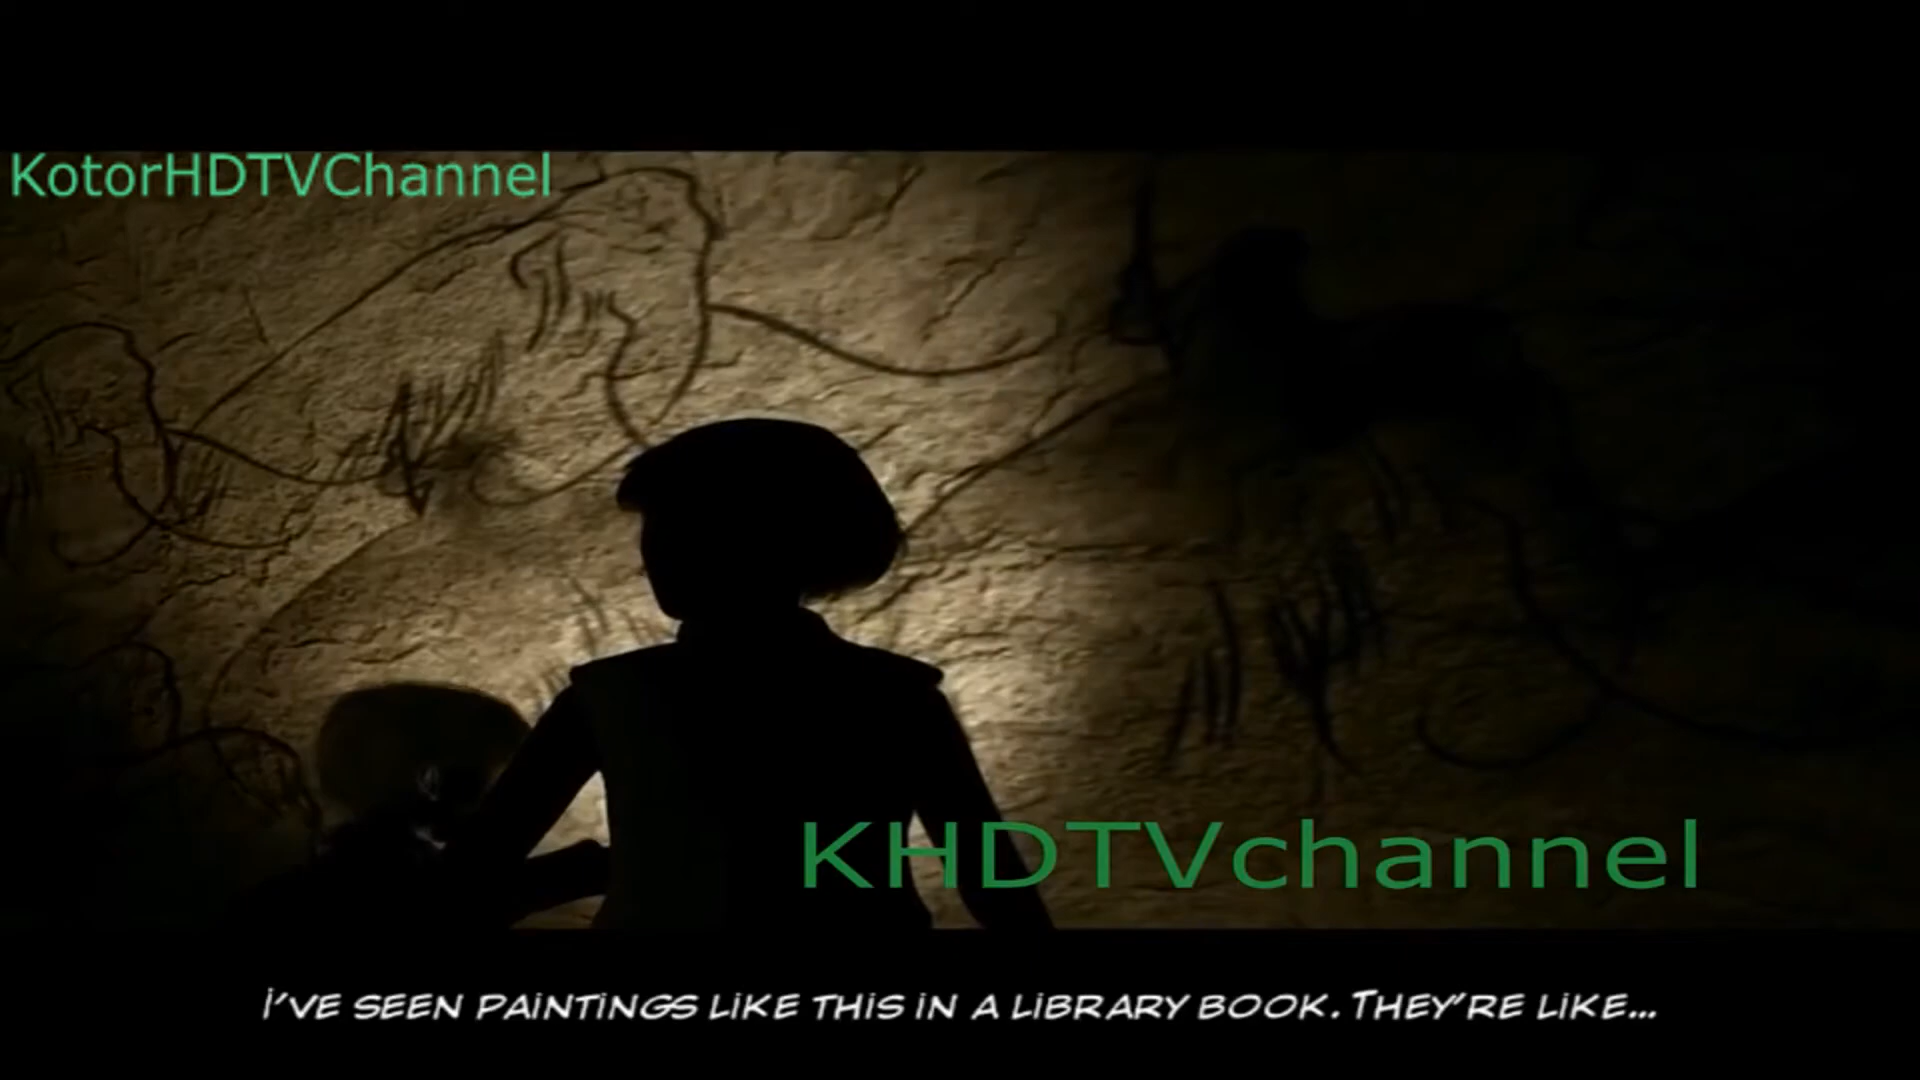 KotorHDTVChannel
KHDTVchannel
I'VE SEEN PAINTINGS LIKE THIS IN A LIBRARY BOOK. THEY'RE LIKE...